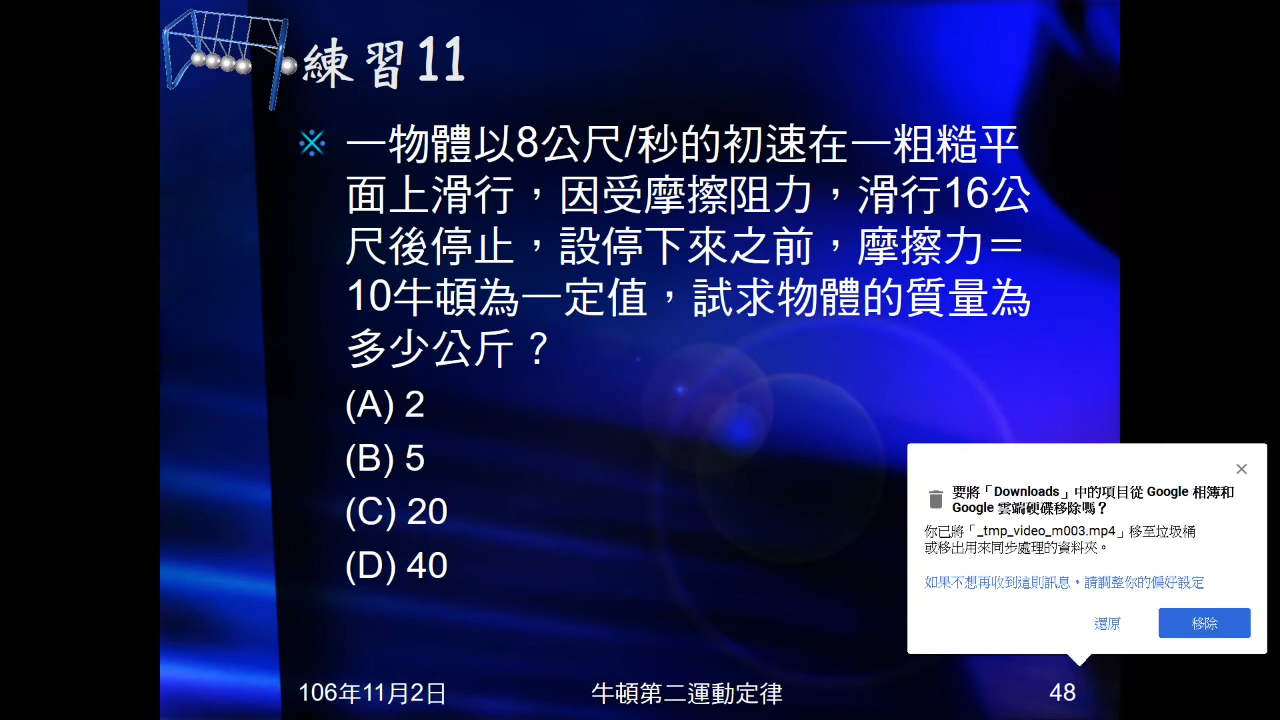 練習11
※ 一物體以8公尺/秒的初速在一粗糙平
面上滑行，因受摩擦阻力，滑行16公
尺後停止，設停下來之前，摩擦力＝
10牛頓為一定值，試求物體的質量為
多少公斤？
(A) 2
(B) 5
(C) 20
(D) 40
要將「Downloads」中的項目從 Google 相簿和
Google 雲端硬碟移除嗎？
你已將「_tmp_video_m003.mp4」移至垃圾桶
或移出用來同步處理的資料夾。
如果不想再收到這則訊息，請調整你的偏好設定
還原 移除
106年11月2日 牛頓第二運動定律 48